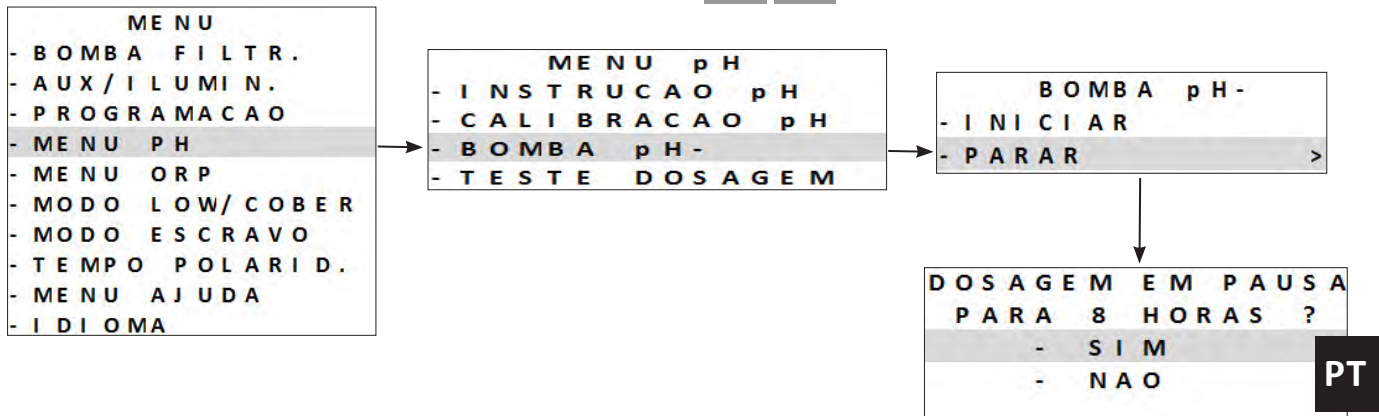 MENU
- BOMBA FILTR.
- AUX/ILUMIN.
- PROGRAMACAO
- MENU PH
- MENU ORP
- MODO LOW/COBER
- MODO ESCRAVO
- TEMPO POLARID.
- MENU AJUDA
- IDIOMA
MENU pH
- INSTRUCAO pH
- CALIBRACAO pH
- BOMBA pH-
- TESTE DOSAGEM
BOMBA pH-
- INICIAR
- PARAR >
DOSAGEM EM PAUSA
PARA 8 HORAS ?
- SIM
- NAO
PT